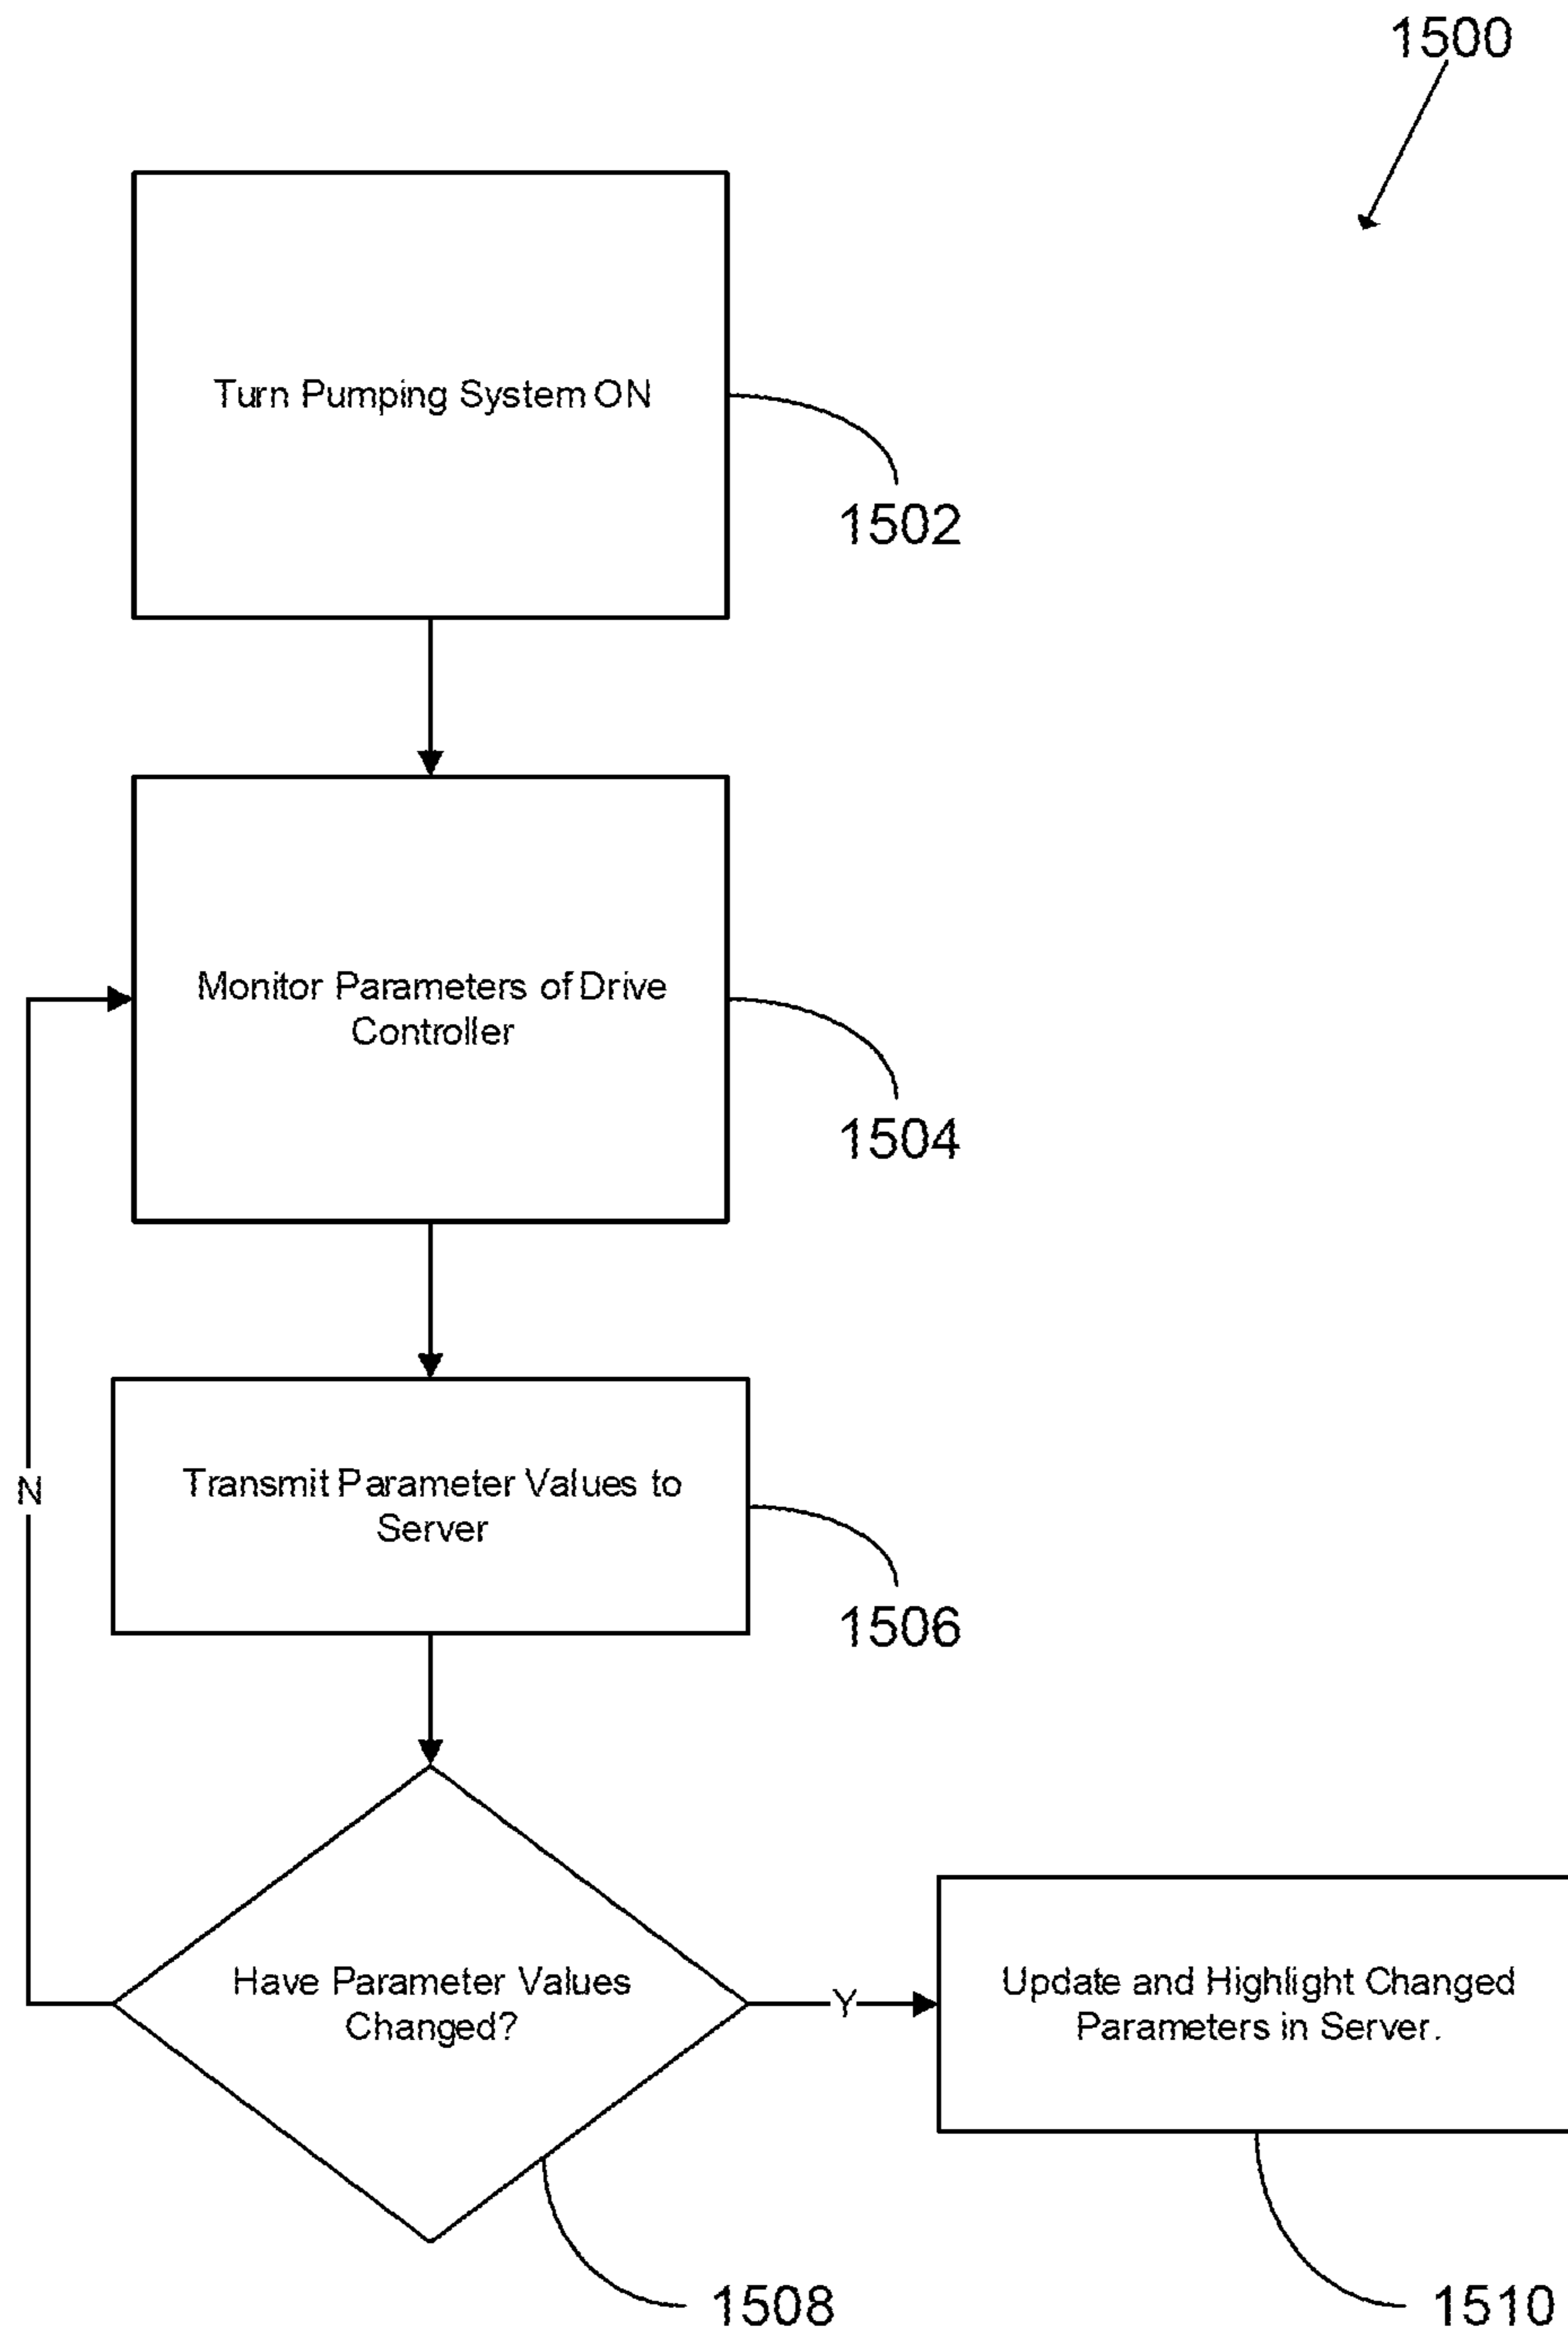 1500
Turn Pumping System ON
1502
Monitor Parameters of Drive
Controller
1504
N
Transmit Parameter Values to
Server
1506
Have Parameter Values
Changed?
Y
Update and Highlight Changed
Parameters in Server.
1508
1510